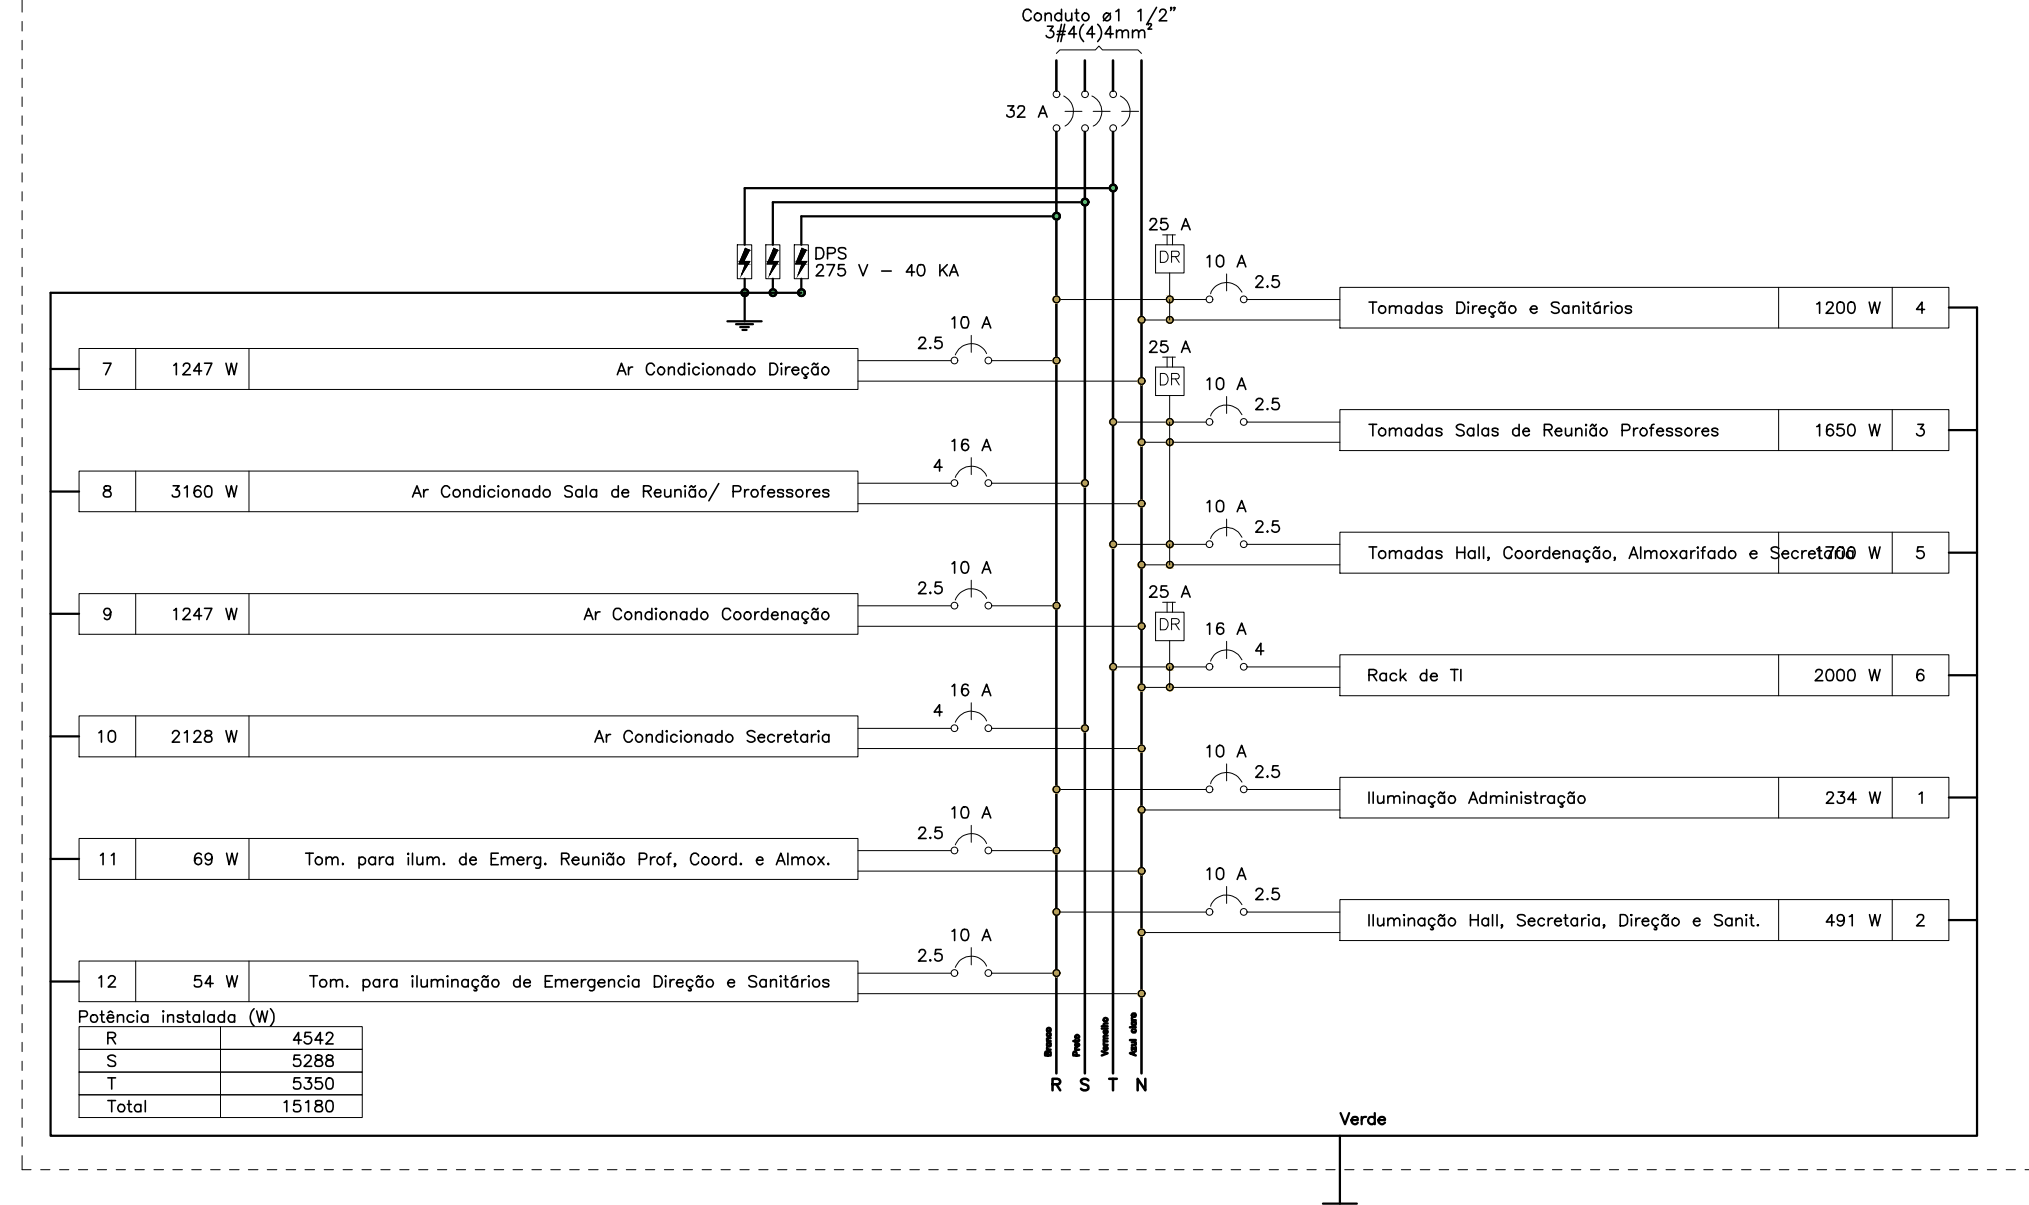 Conduto ø1 1/2"
3#4(4)4mm²
32 A
DPS
275 V - 40 KA
25 A
DR
10 A
2.5
Tomadas Direção e Sanitários 1200 W 4
10 A
2.5
7 1247 W Ar Condicionado Direção
25 A
DR
10 A
2.5
Tomadas Salas de Reunião Professores 1650 W 3
16 A
4
8 3160 W Ar Condicionado Sala de Reunião/ Professores
10 A
2.5
Tomadas Hall, Coordenação, Almoxarifado e Secretaria 1700 W 5
10 A
2.5
9 1247 W Ar Condionado Coordenação
25 A
DR
16 A
4
Rack de TI 2000 W 6
16 A
4
10 2128 W Ar Condicionado Secretaria
10 A
2.5
Iluminação Administração 234 W 1
10 A
2.5
11 69 W Tom. para ilum. de Emerg. Reunião Prof, Coord. e Almox.
10 A
2.5
Iluminação Hall, Secretaria, Direção e Sanit. 491 W 2
10 A
2.5
12 54 W Tom. para iluminação de Emergencia Direção e Sanitários
Potência instalada (W)
R 4542
S 5288
T 5350
Total 15180
Branco
Preto
Vermelho
Azul claro
R S T N
Verde